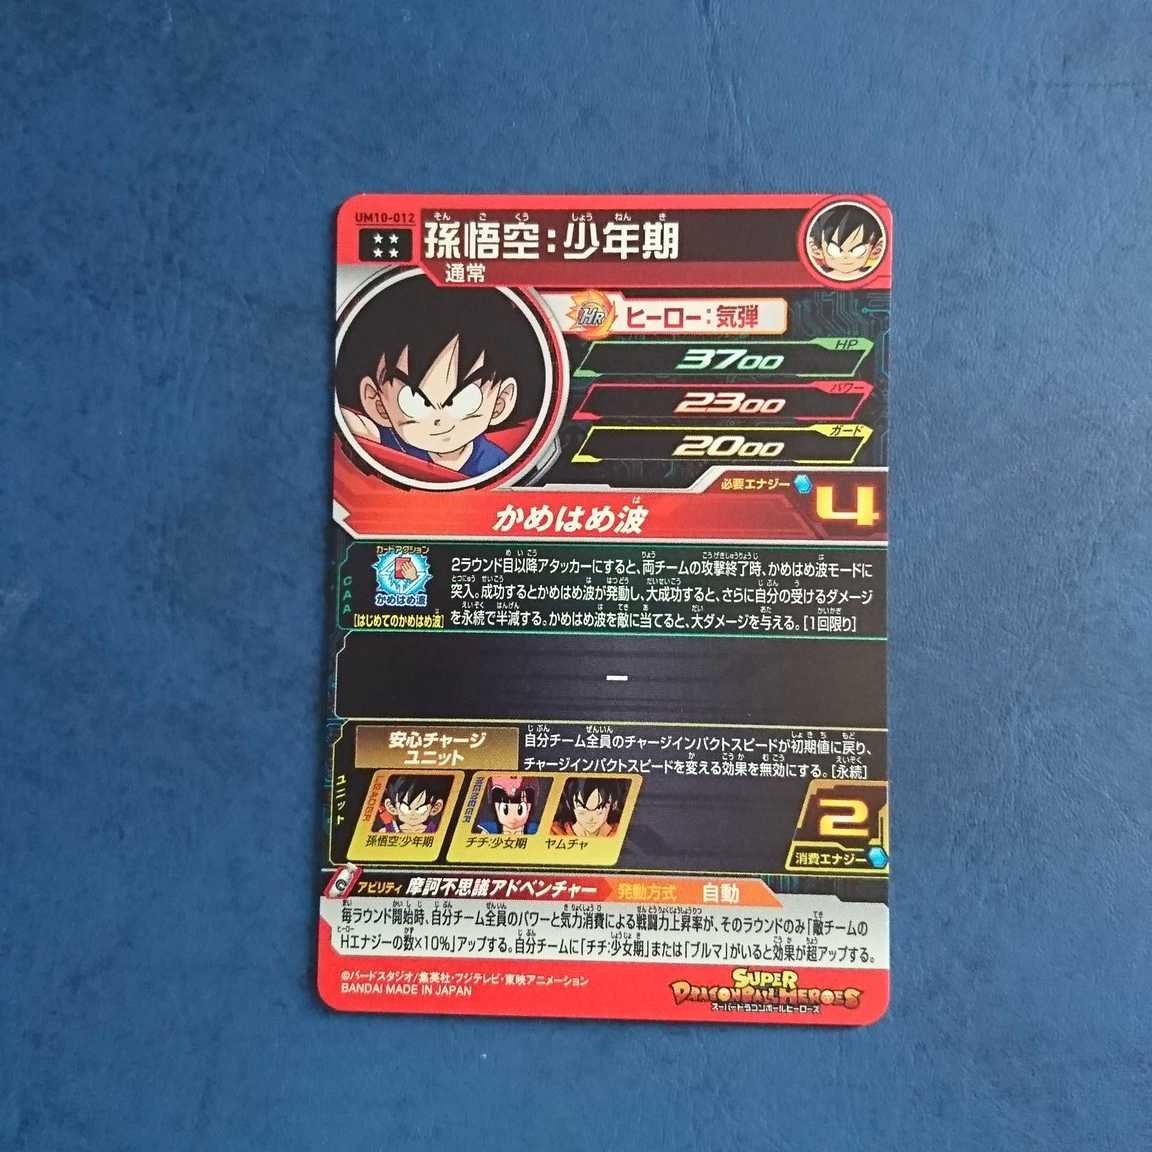 UM10-012
孫悟空:少年期
通常
HR ヒーロー:気弾
HP
3700
パワー
2300
ガード
2000
必要エナジー 4
かめはめ波
CAA
カードアクション
かめはめ波
[はじめてのかめはめ波]
2ラウンド目以降アタッカーにすると、両チームの攻撃終了時、かめはめ波モードに
突入。成功するとかめはめ波が発動し、大成功すると、さらに自分の受けるダメージ
を永続で半減する。かめはめ波を敵に当てると、大ダメージを与える。[1回限り]
ー
ユニット
安心チャージ
ユニット
自分チーム全員のチャージインパクトスピードが初期値に戻り、
チャージインパクトスピードを変える効果を無効にする。[永続]
LEADER
孫悟空:少年期
MEMBER
チチ:少女期
ヤムチャ
2
消費エナジー
アビリティ 摩訶不思議アドベンチャー 発動方式 自動
毎ラウンド開始時、自分チーム全員のパワーと気力消費による戦闘力上昇率が、そのラウンドのみ「敵チームの
Hエナジーの数×10%」アップする。自分チームに「チチ:少女期」または「ブルマ」がいると効果が超アップする。
©バードスタジオ/集英社・フジテレビ・東映アニメーション
BANDAI MADE IN JAPAN
SUPER
DRAGONBALL HEROES
スーパードラゴンボールヒーローズ